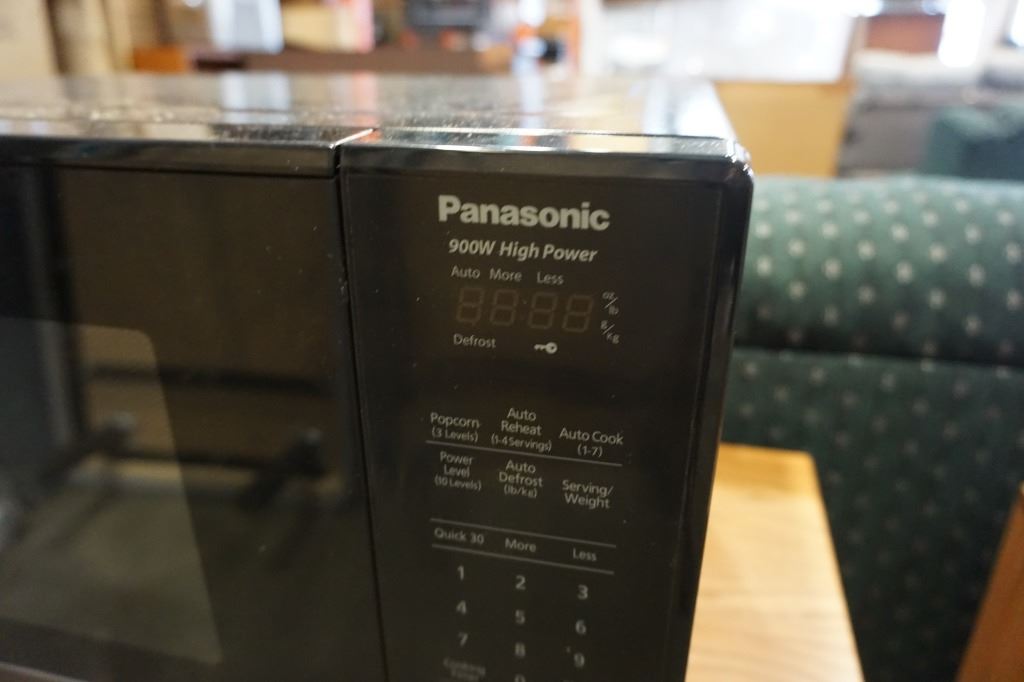 Panasonic
900W High Power
Auto More Less
oz/lb
g/kg
Defrost
Popcorn
(3 Levels)
Auto
Reheat
(1-4 Servings)
Auto Cook
(1-7)
Power
Level
(10 Levels)
Auto
Defrost
(lb/kg)
Serving/
Weight
Quick 30 More Less
1 2 3
4 5 6
7 8 9
0